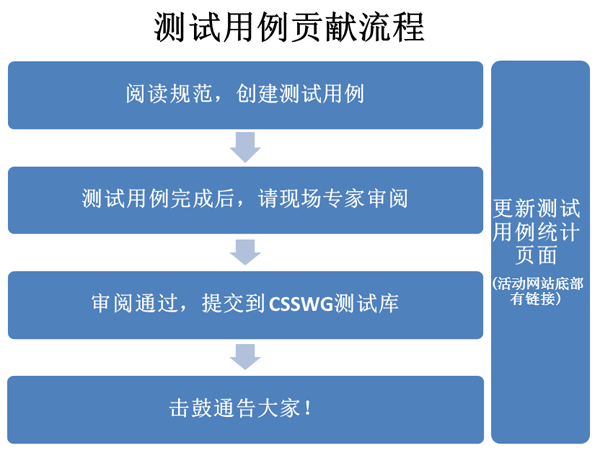 测试用例贡献流程
阅读规范，创建测试用例
测试用例完成后，请现场专家审阅
审阅通过，提交到CSSWG测试库
击鼓通告大家！
更新测试
用例统计
页面
(活动网站底部
有链接)